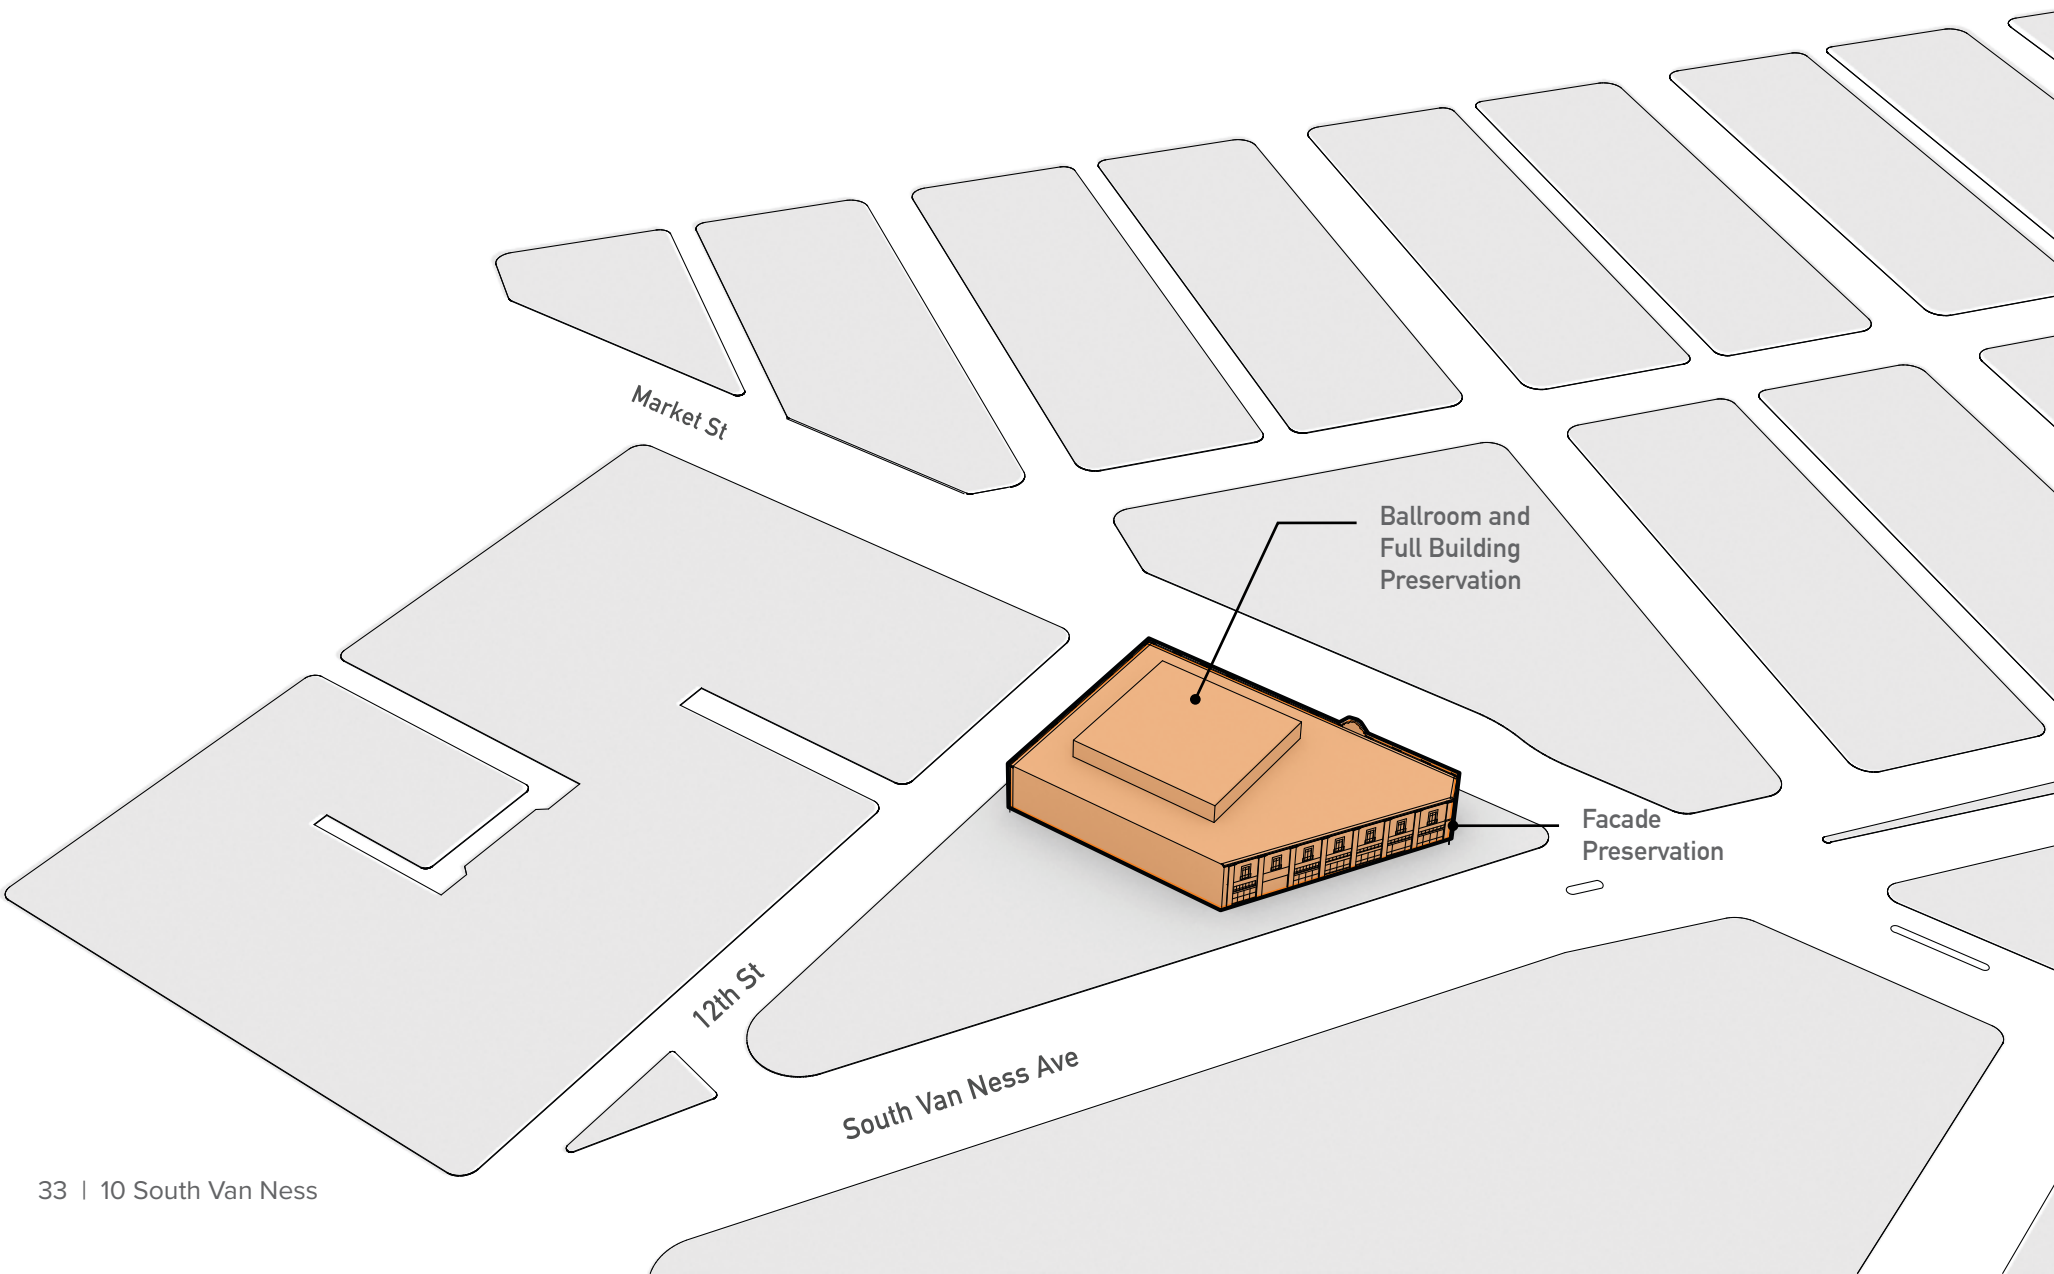 Market St
Ballroom and
Full Building
Preservation
Facade
Preservation
12th St
South Van Ness Ave
33 | 10 South Van Ness